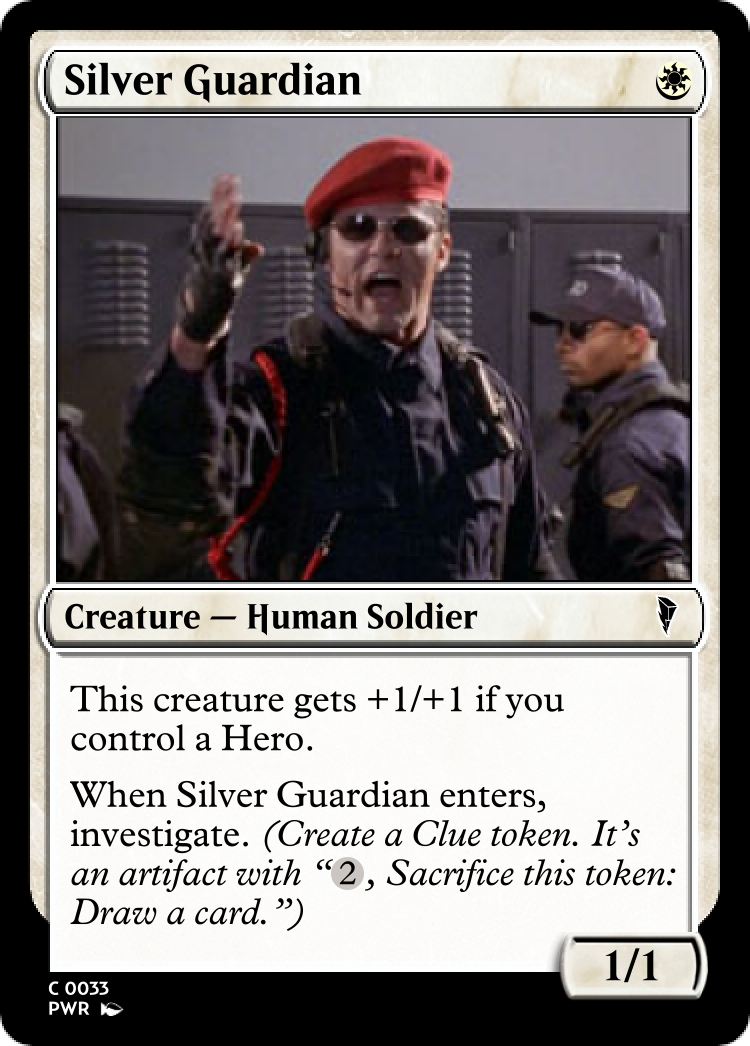 Silver Guardian
Creature — Human Soldier
This creature gets +1/+1 if you
control a Hero.
When Silver Guardian enters,
investigate. (Create a Clue token. It's
an artifact with “2, Sacrifice this token:
Draw a card.”)
1/1
C 0033
PWR